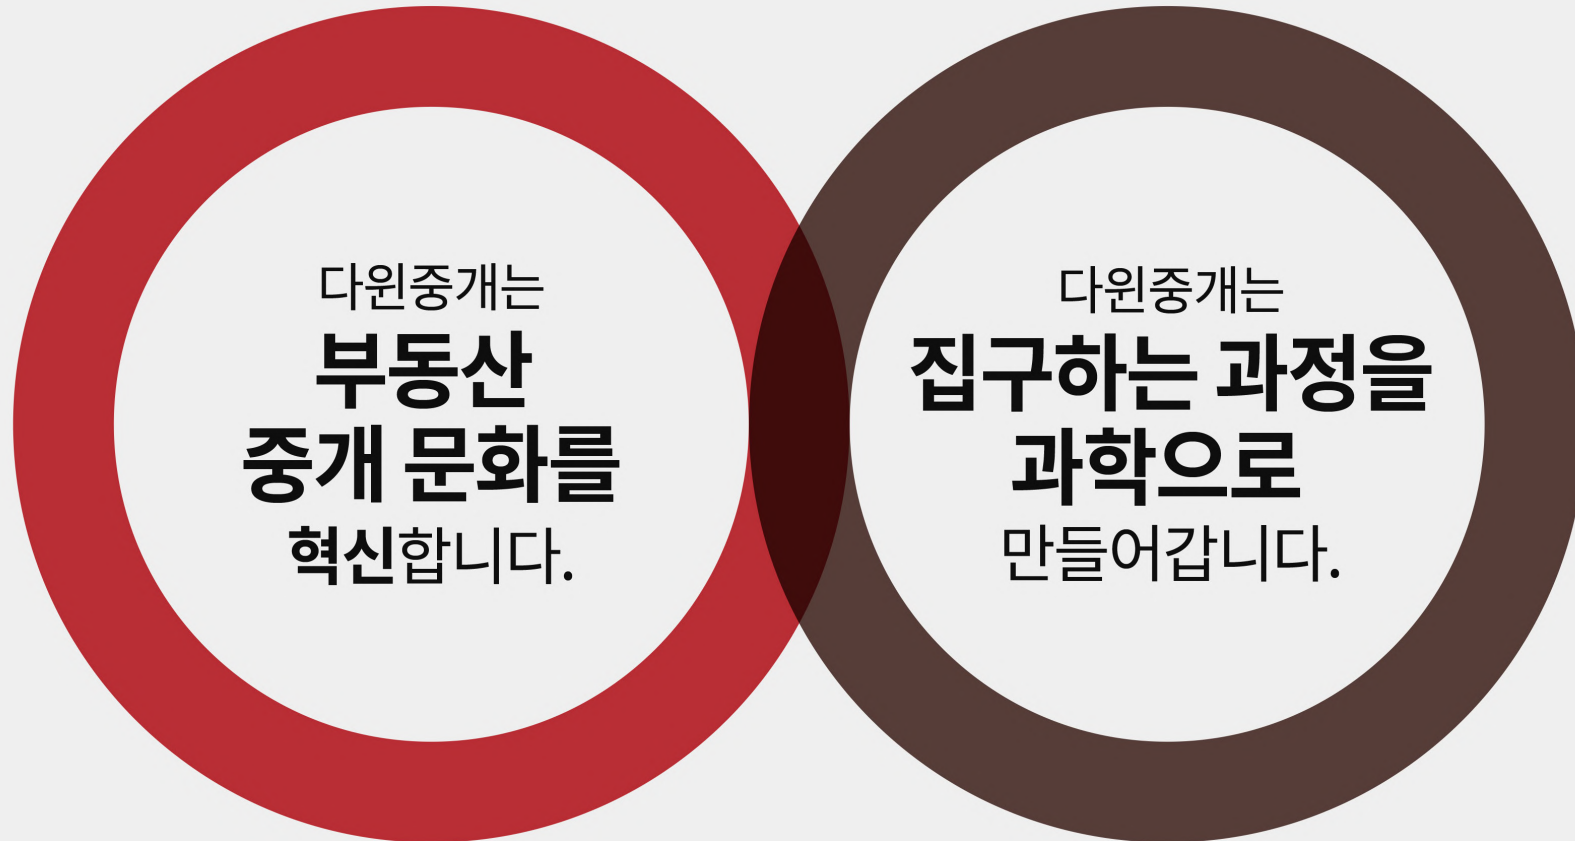 다윈중개는
부동산
중개 문화를
혁신합니다.
다윈중개는
집구하는 과정을
과학으로
만들어갑니다.